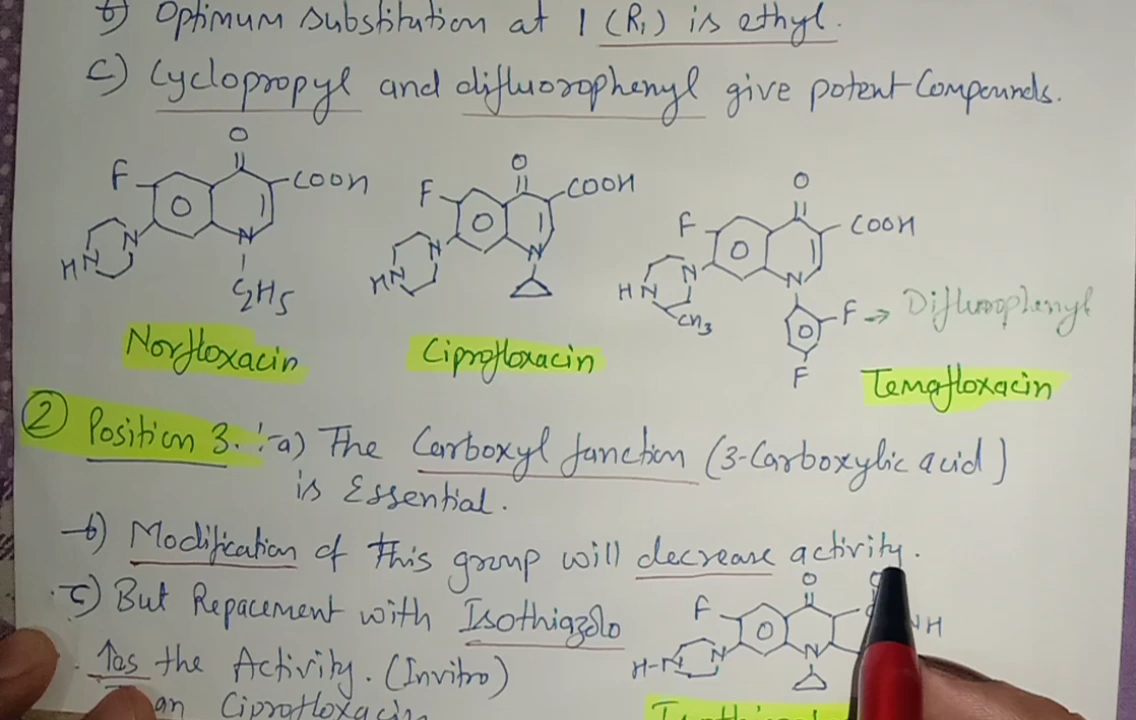 b) Optimum substitution at 1 (R₁) is ethyl.
c) Cyclopropyl and difluorophenyl give potent Compounds.
O
F
COOH
N
HN
N
C₂H₅
Norfloxacin
O
F
COOH
N
HN
N
Ciprofloxacin
O
F
COOH
N
HN
N
CH₃
F → Difluorophenyl
F
Temafloxacin
② Position 3. :- a) The Carboxyl function (3-Carboxylic acid)
is Essential.
b) Modification of this group will decrease activity.
c) But Repacement with Isothiazolo
↑ses the Activity. (Invitro)
an Ciprofloxacin
O
F
N
H-N
N
NH